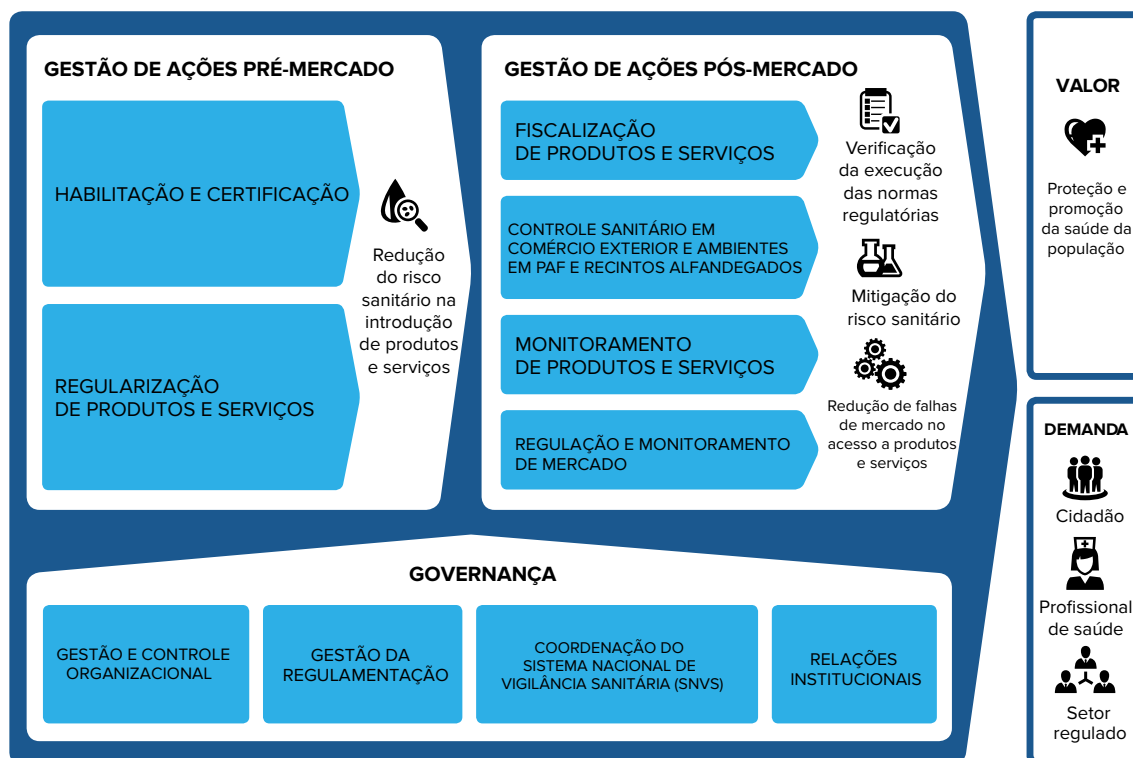 GESTÃO DE AÇÕES PRÉ-MERCADO
HABILITAÇÃO E CERTIFICAÇÃO
REGULARIZAÇÃO
DE PRODUTOS E SERVIÇOS
Redução
do risco
sanitário na
introdução
de produtos
e serviços
GESTÃO DE AÇÕES PÓS-MERCADO
FISCALIZAÇÃO
DE PRODUTOS E SERVIÇOS
CONTROLE SANITÁRIO EM
COMÉRCIO EXTERIOR E AMBIENTES
EM PAF E RECINTOS ALFANDEGADOS
MONITORAMENTO
DE PRODUTOS E SERVIÇOS
REGULAÇÃO E MONITORAMENTO
DE MERCADO
Verificação
da execução
das normas
regulatórias
Mitigação do
risco sanitário
Redução de falhas
de mercado no
acesso a produtos
e serviços
GOVERNANÇA
GESTÃO E CONTROLE
ORGANIZACIONAL
GESTÃO DA
REGULAMENTAÇÃO
COORDENAÇÃO DO
SISTEMA NACIONAL DE
VIGILÂNCIA SANITÁRIA (SNVS)
RELAÇÕES
INSTITUCIONAIS
VALOR
Proteção e
promoção
da saúde da
população
DEMANDA
Cidadão
Profissional
de saúde
Setor
regulado